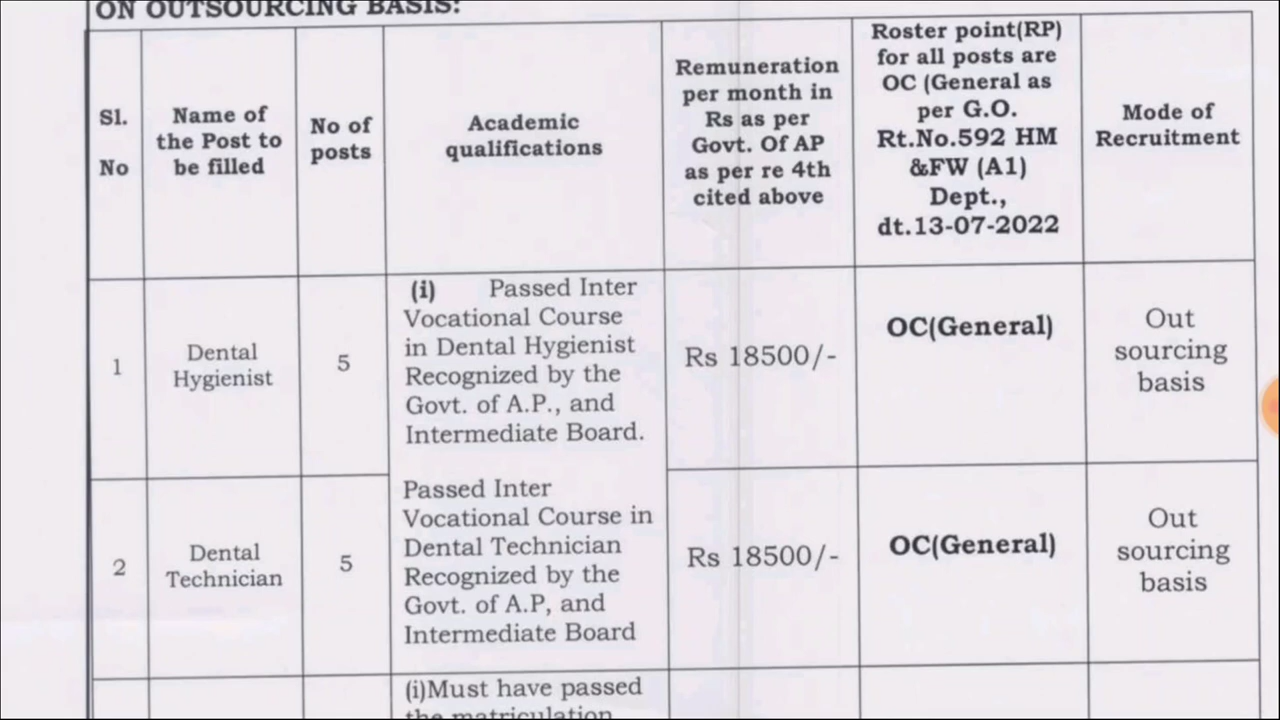 ON OUTSOURCING BASIS:
Sl.
No
Name of
the Post to
be filled
No of
posts
Academic
qualifications
Remuneration
per month in
Rs as per
Govt. Of AP
as per re 4th
cited above
Roster point(RP)
for all posts are
OC (General as
per G.O.
Rt.No.592 HM
&FW (A1)
Dept.,
dt.13-07-2022
Mode of
Recruitment
1
Dental
Hygienist
5
(i) Passed Inter
Vocational Course
in Dental Hygienist
Recognized by the
Govt. of A.P., and
Intermediate Board.
Rs 18500/-
OC(General)
Out
sourcing
basis
2
Dental
Technician
5
Passed Inter
Vocational Course in
Dental Technician
Recognized by the
Govt. of A.P, and
Intermediate Board
Rs 18500/-
OC(General)
Out
sourcing
basis
(i)Must have passed
the matriculation